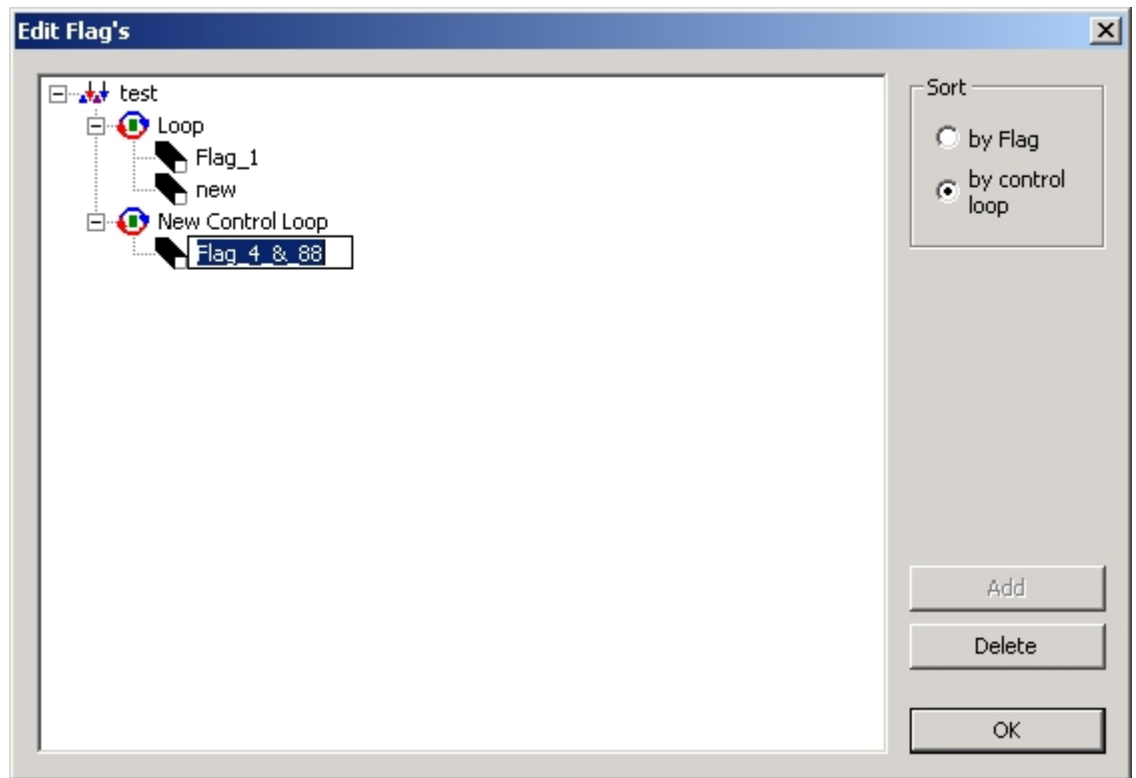 Edit Flag's
test
Loop
Flag_1
new
New Control Loop
Flag_4_&_88
Sort
by Flag
by control
loop
Add
Delete
OK